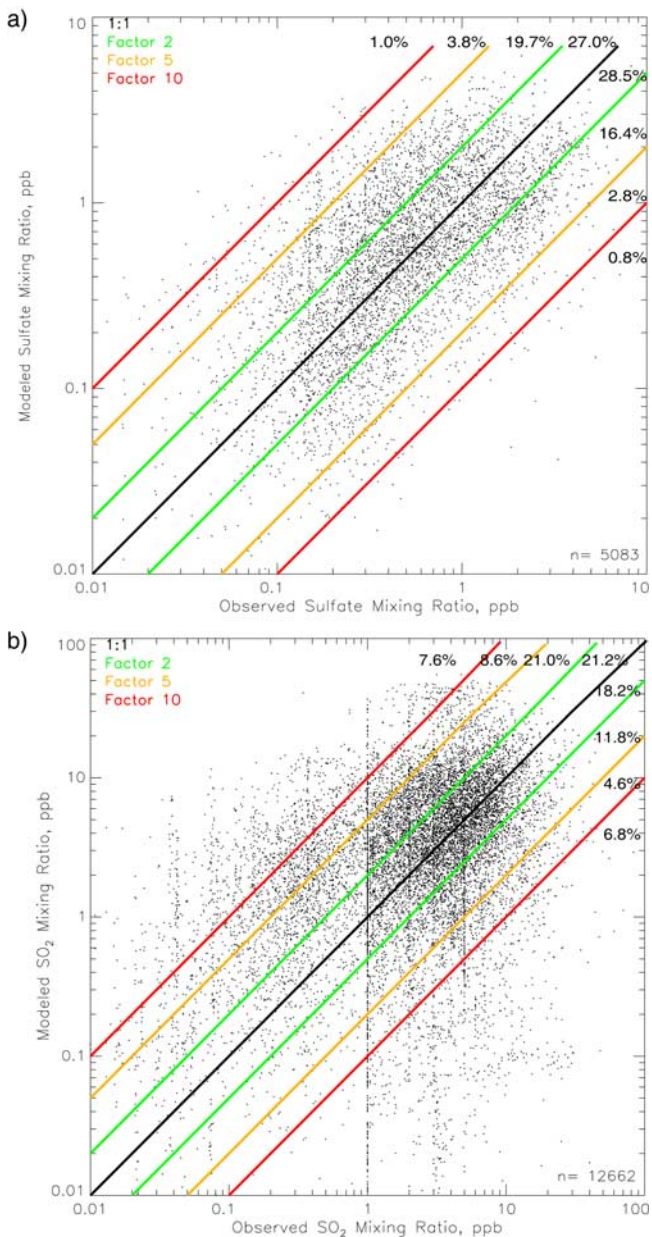 a)
1:1
Factor 2
Factor 5
Factor 10
1.0%
3.8%
19.7%
27.0%
28.5%
16.4%
2.8%
0.8%
10
1
0.1
0.01
Modeled Sulfate Mixing Ratio, ppb
n= 5083
0.01
0.1
1
10
Observed Sulfate Mixing Ratio, ppb
b)
1:1
Factor 2
Factor 5
Factor 10
7.6%
8.6%
21.0%
21.2%
18.2%
11.8%
4.6%
6.8%
100
10
1
0.1
0.01
Modeled SO2 Mixing Ratio, ppb
n= 12662
0.01
0.1
1
10
100
Observed SO2 Mixing Ratio, ppb